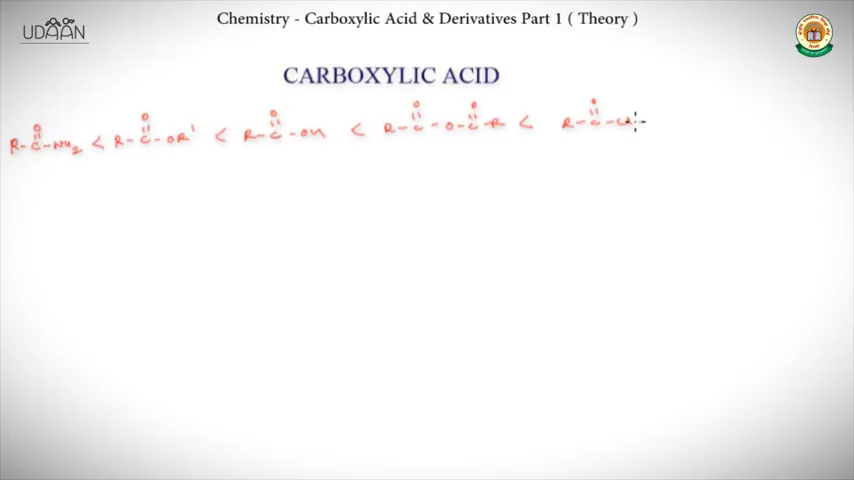 UDAAN
Chemistry - Carboxylic Acid & Derivatives Part 1 ( Theory )
CARBOXYLIC ACID
O O O O O O
R-C-NH2 < R-C-OR' < R-C-OH < R-C-O-C-R < R-C-Cl